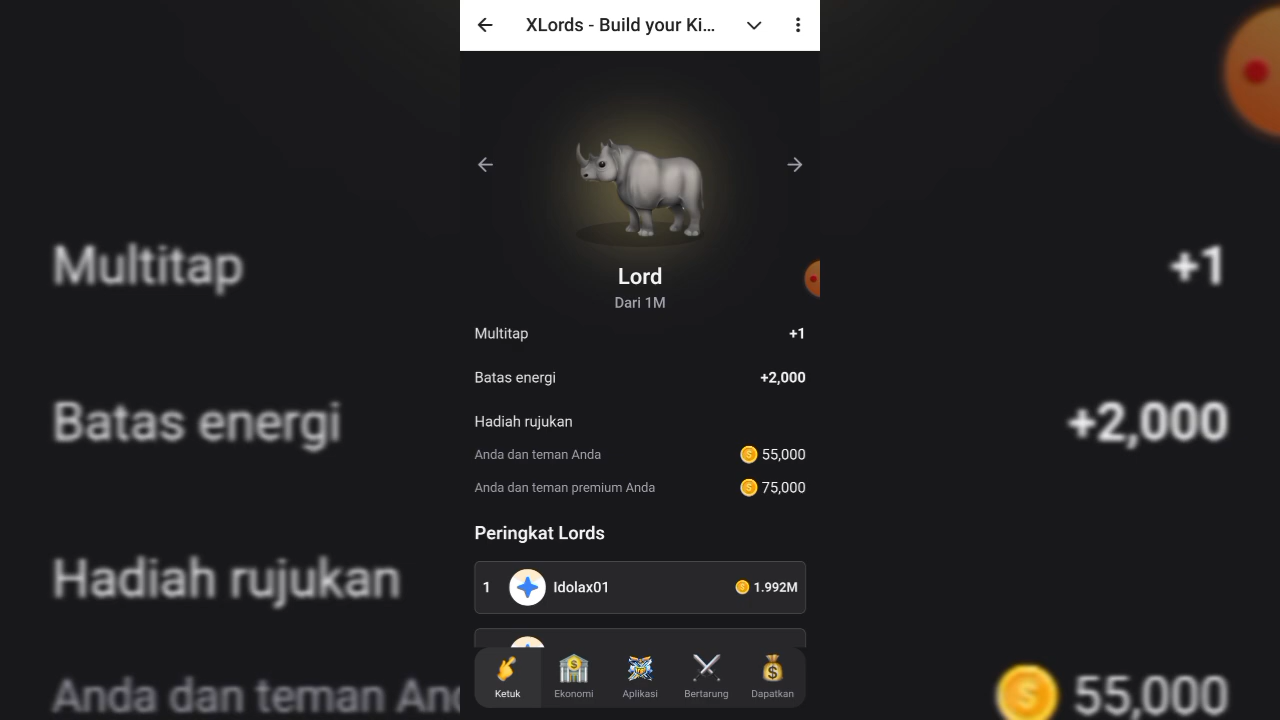 XLords - Build your Ki...
Lord
Dari 1M
Multitap +1
Batas energi +2,000
Hadiah rujukan
Anda dan teman Anda 55,000
Anda dan teman premium Anda 75,000
Peringkat Lords
1 Idolax01 1.992M
Ketuk Ekonomi Aplikasi Bertarung Dapatkan
Multitap +1
Batas energi +2,000
Hadiah rujukan
Anda dan teman An 55,000